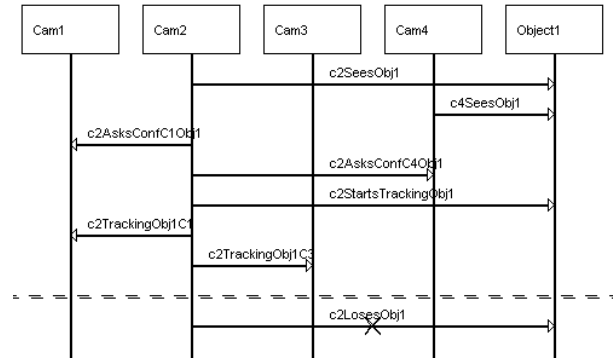 Cam1 Cam2 Cam3 Cam4 Object1
c2SeesObj1
c4SeesObj1
c2AsksConfC1Obj1
c2AsksConfC4Obj1
c2StartsTrackingObj1
c2TrackingObj1C1
c2TrackingObj1C3
c2LosesObj1